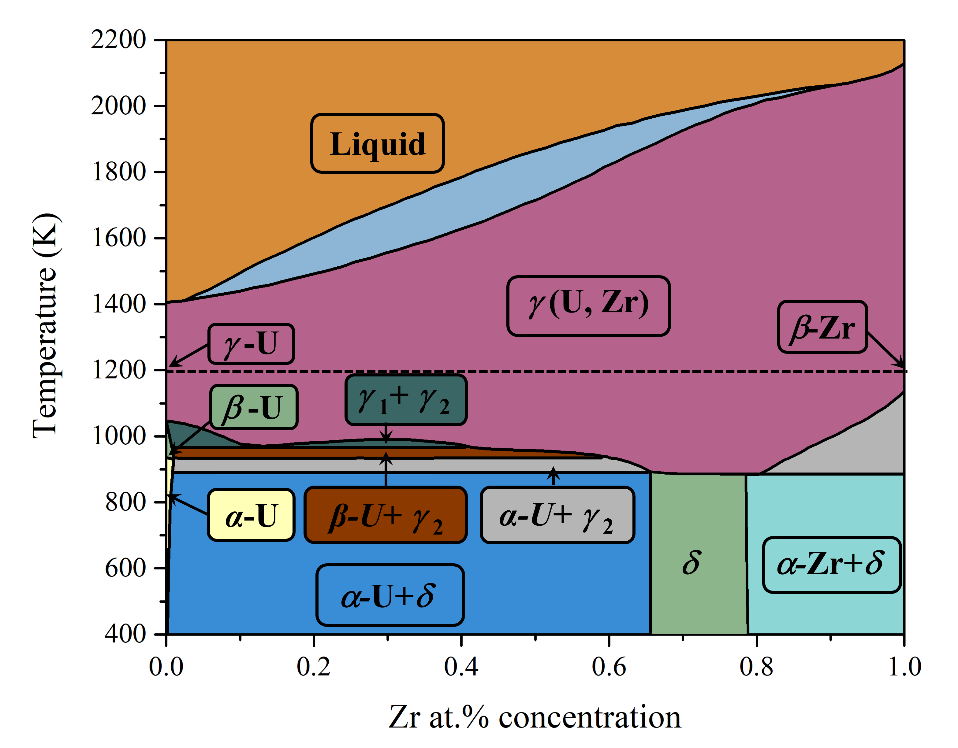 2200
2000
1800
1600
1400
1200
1000
800
600
400
Temperature (K)
Liquid
γ (U, Zr)
γ -U
β-Zr
β -U
γ1+ γ2
α-U
β-U+ γ2
α-U+ γ2
δ
α-Zr+δ
α-U+δ
0.0 0.2 0.4 0.6 0.8 1.0
Zr at.% concentration